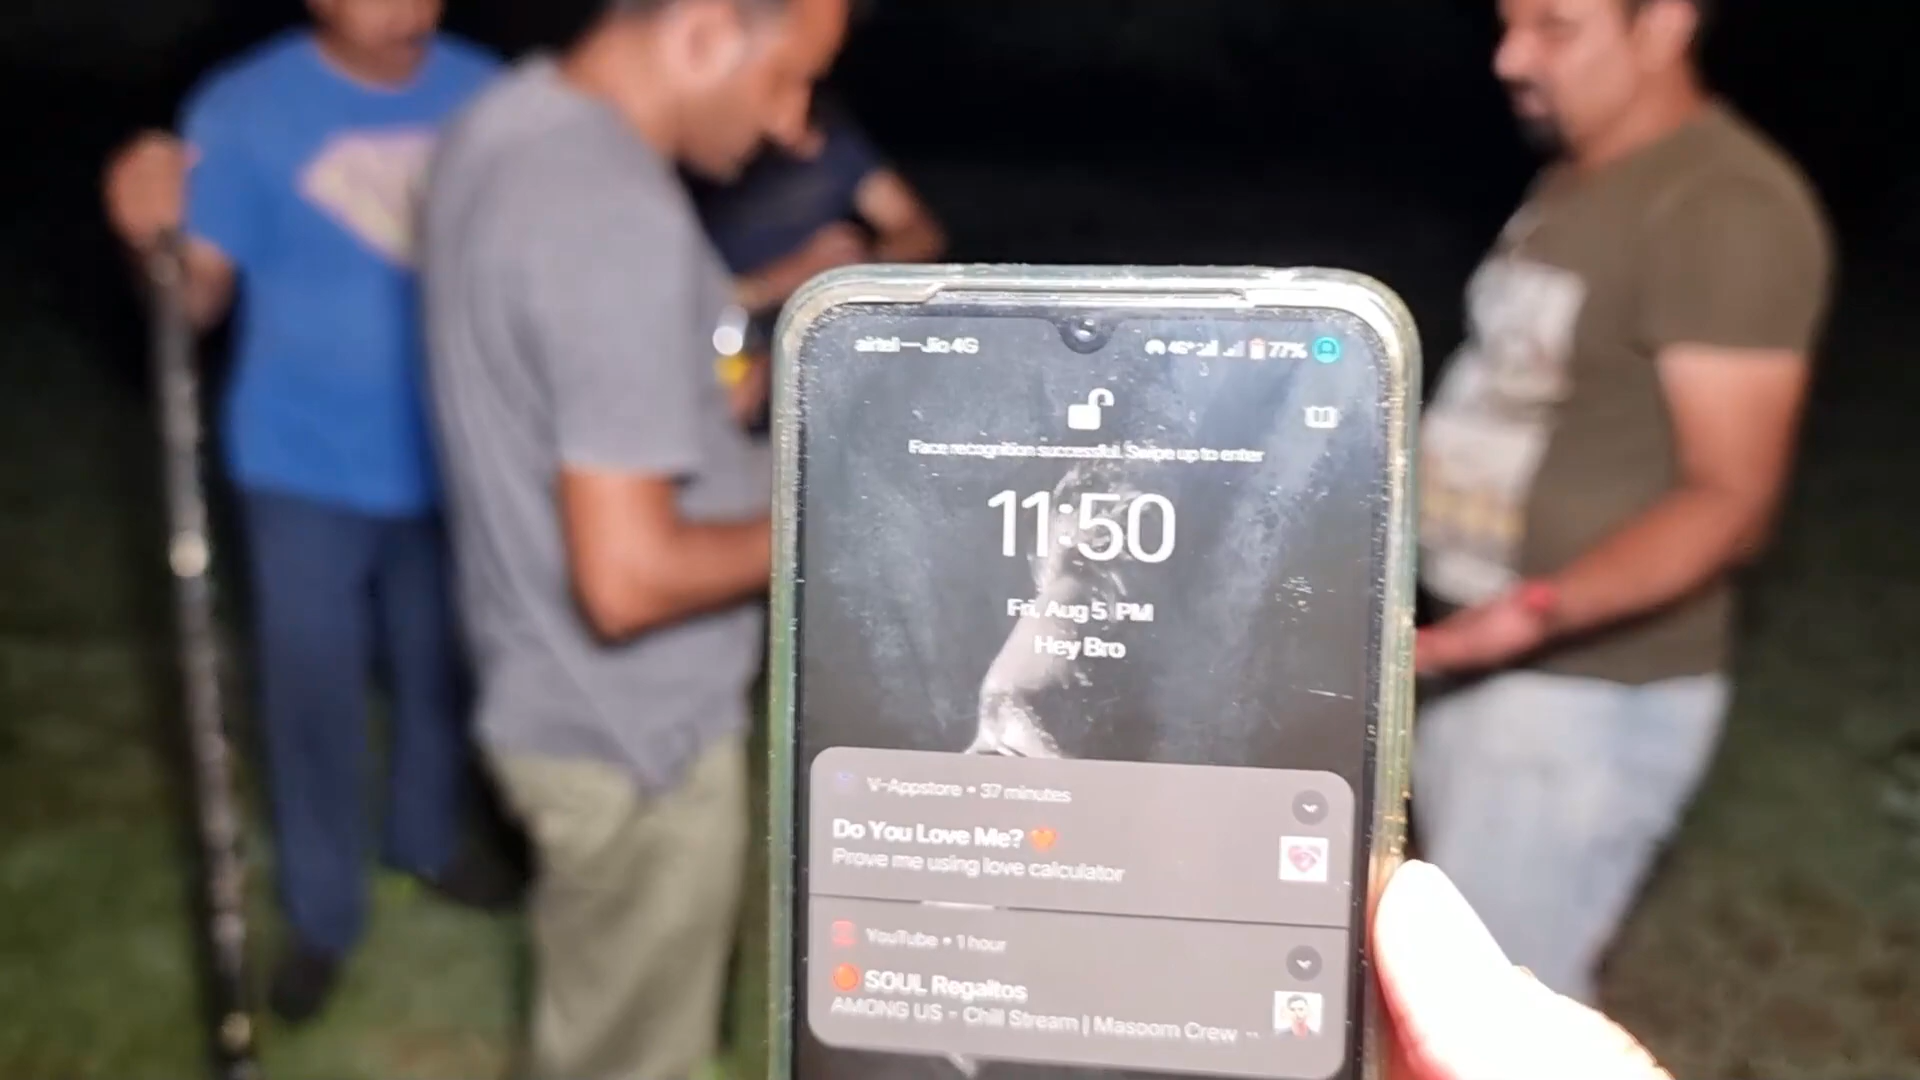 airtel — Jio 4G
4G+ 77%
Face recognition successful. Swipe up to enter
11:50
Fri, Aug 5 PM
Hey Bro
V-Appstore • 37 minutes
Do You Love Me? 🧡
Prove me using love calculator
YouTube • 1 hour
🔴 SOUL Regaltos
AMONG US - Chill Stream | Masoom Crew --